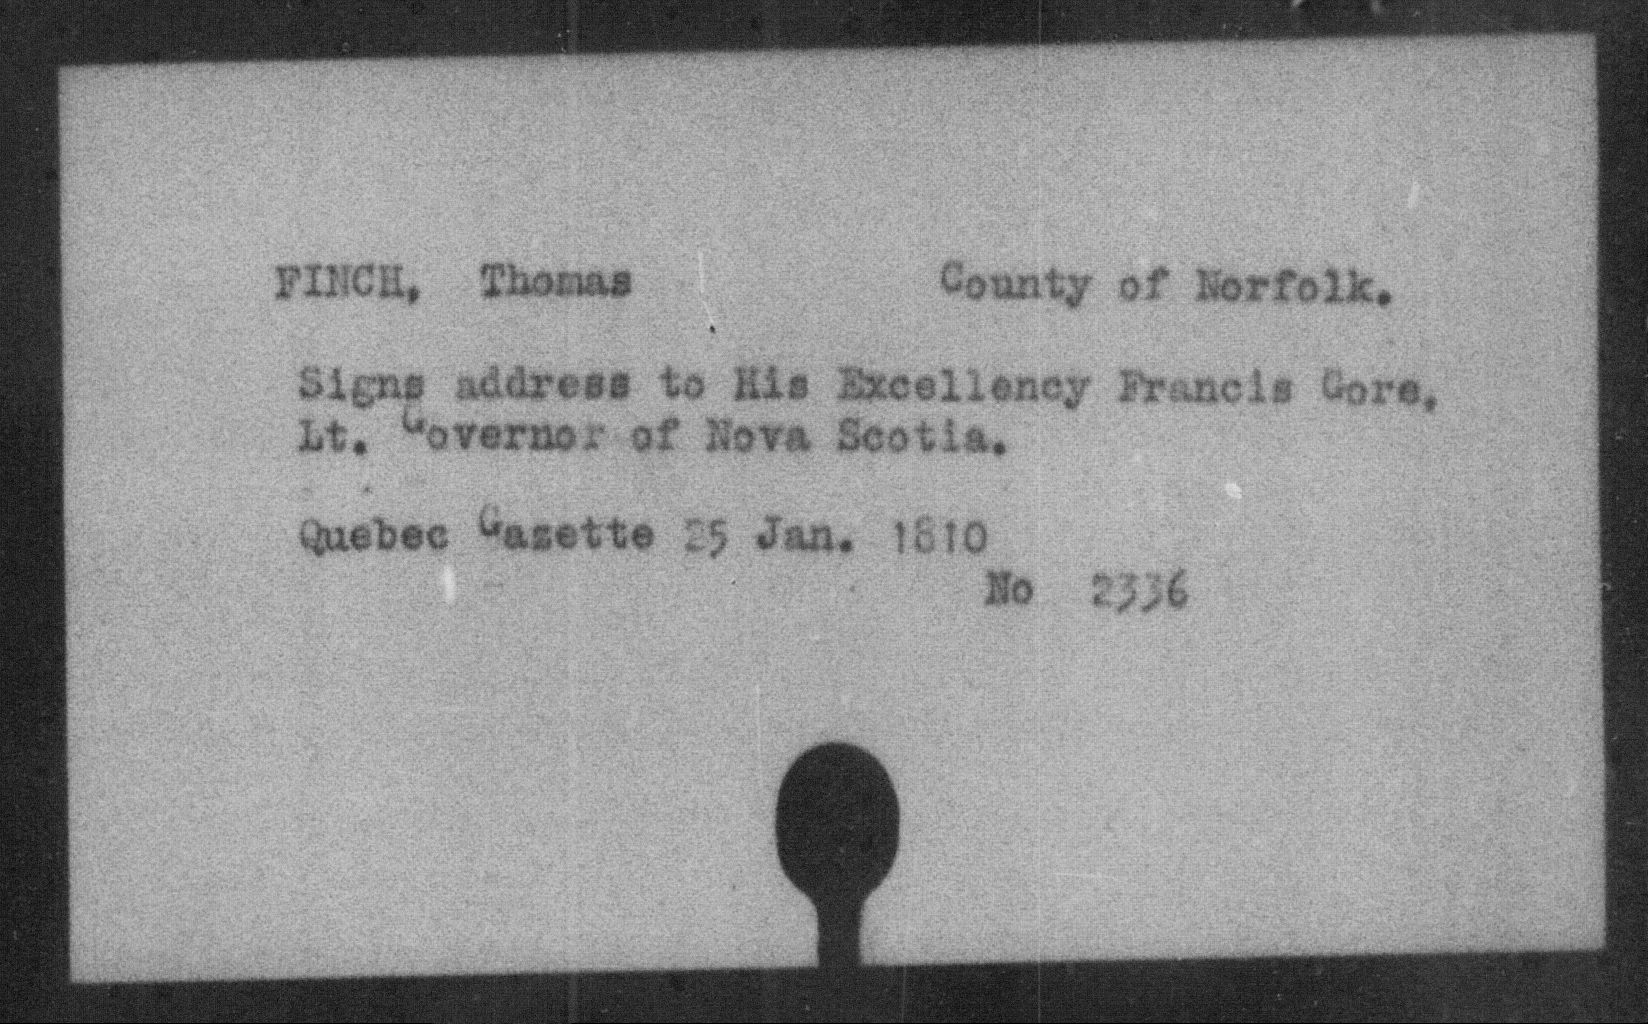 FINCH, Thomas County of Norfolk.
Signs address to His Excellency Francis Gore,
Lt. Governor of Nova Scotia.
Quebec Gazette 25 Jan. 1810
No 2336